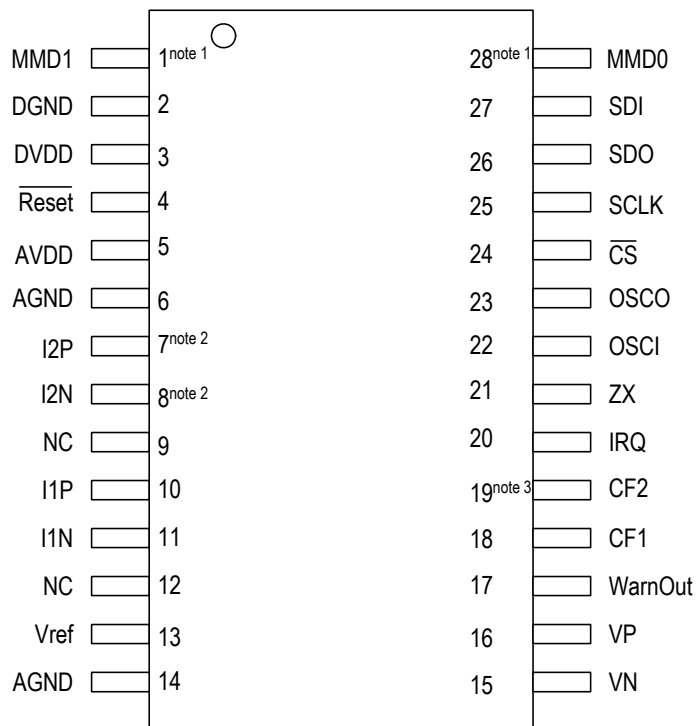 MMD1 1note 1 28note 1 MMD0
DGND 2 27 SDI
DVDD 3 26 SDO
Reset 4 25 SCLK
AVDD 5 24 CS
AGND 6 23 OSCO
I2P 7note 2 22 OSCI
I2N 8note 2 21 ZX
NC 9 20 IRQ
I1P 10 19note 3 CF2
I1N 11 18 CF1
NC 12 17 WarnOut
Vref 13 16 VP
AGND 14 15 VN